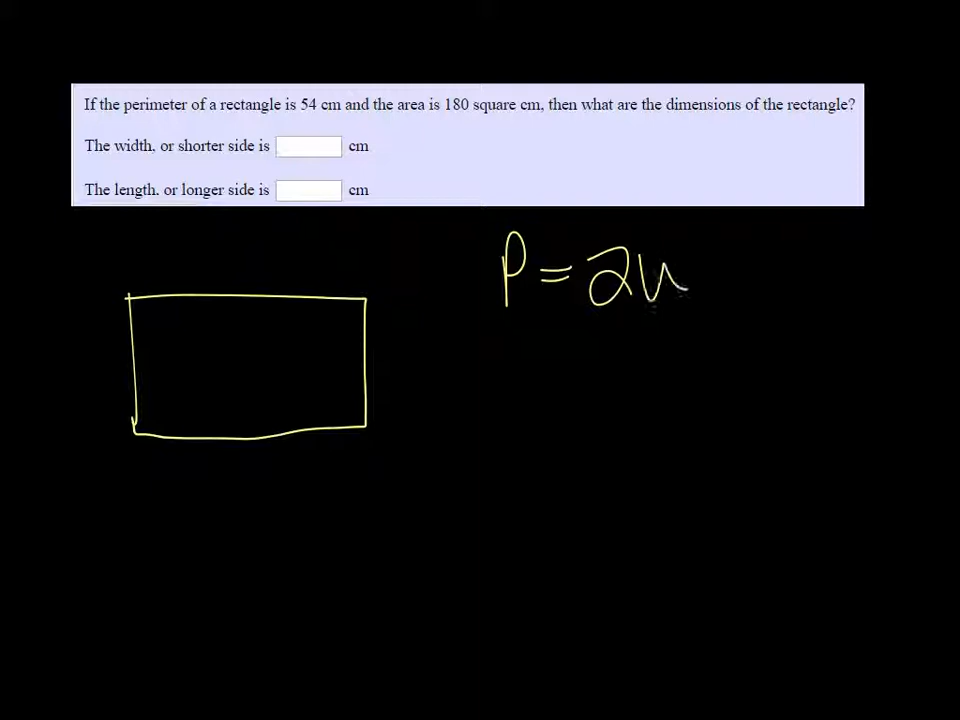 If the perimeter of a rectangle is 54 cm and the area is 180 square cm, then what are the dimensions of the rectangle?
The width, or shorter side is cm
The length, or longer side is cm
P = 2